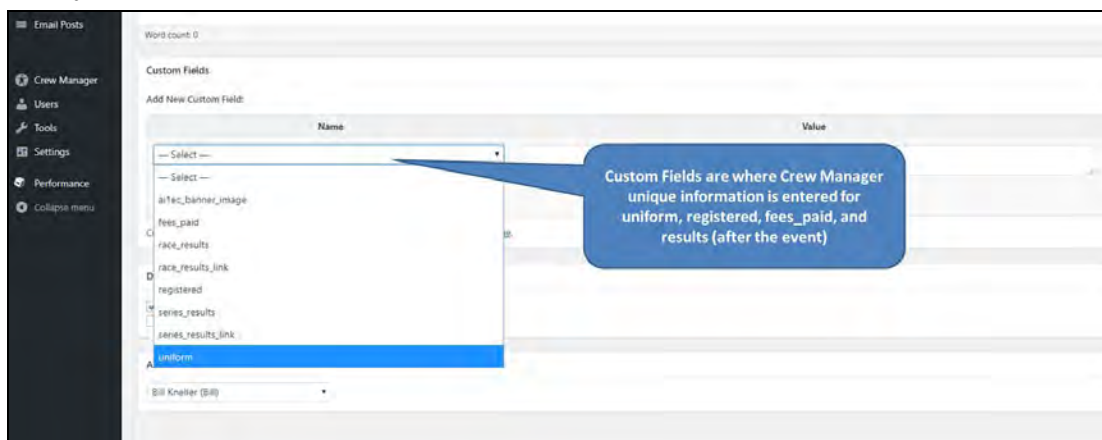 Email Posts
Crew Manager
Users
Tools
Settings
Performance
Collapse menu
Word count: 0
Custom Fields
Add New Custom Field:
Name
Value
— Select —
— Select —
ai1ec_banner_image
fees_paid
race_results
race_results_link
registered
series_results
series_results_link
uniform
Custom Fields are where Crew Manager
unique information is entered for
uniform, registered, fees_paid, and
results (after the event)
Bill Kneller (Bill)